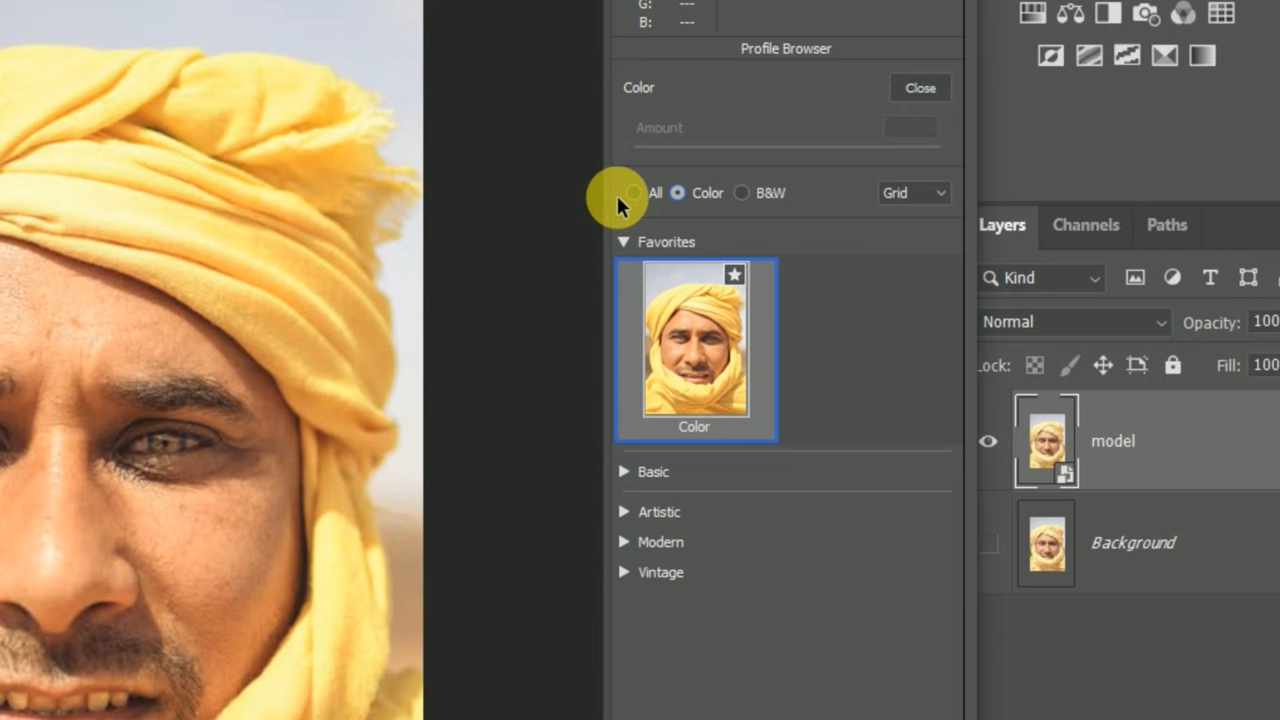 G: ---
B: ---
Profile Browser
Color
Close
Amount
All
Color
B&W
Grid
Favorites
Color
Basic
Artistic
Modern
Vintage
Layers
Channels
Paths
Kind
Normal
Opacity: 100
Lock:
Fill: 100
model
Background